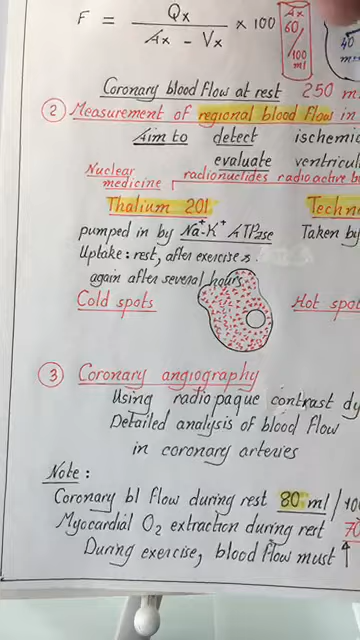 F = Qx / Ax - Vx × 100
Ax
60
/100
ml
40
Coronary blood flow at rest 250 m
② Measurement of regional blood flow in
Aim to detect ischemic
evaluate ventricul
Nuclear medicine radionuctides radioactive
Thalium 201 Techn
pumped in by Na+-K+ ATPase Taken by
Uptake: rest, after exercise &
again after several hours
Cold spots Hot spot
③ Coronary angiography
Using radiopaque contrast dy
Detailed analysis of blood flow
in coronary arteries
Note:
Coronary bl flow during rest 80 ml /
Myocardial O2 extraction during rest 70
During exercise, blood flow must ↑